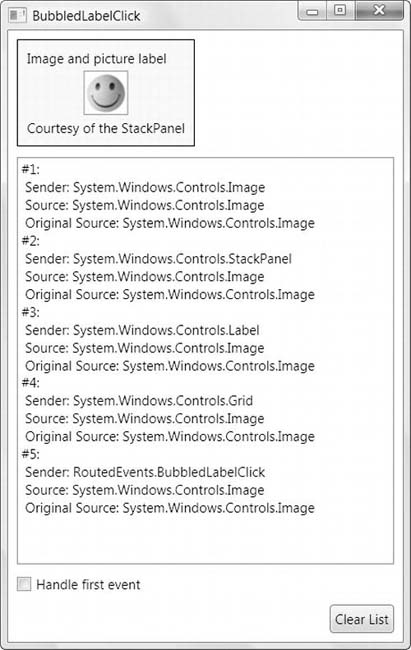 BubbledLabelClick
Image and picture label
Courtesy of the StackPanel
#1:
Sender: System.Windows.Controls.Image
Source: System.Windows.Controls.Image
Original Source: System.Windows.Controls.Image
#2:
Sender: System.Windows.Controls.StackPanel
Source: System.Windows.Controls.Image
Original Source: System.Windows.Controls.Image
#3:
Sender: System.Windows.Controls.Label
Source: System.Windows.Controls.Image
Original Source: System.Windows.Controls.Image
#4:
Sender: System.Windows.Controls.Grid
Source: System.Windows.Controls.Image
Original Source: System.Windows.Controls.Image
#5:
Sender: RoutedEvents.BubbledLabelClick
Source: System.Windows.Controls.Image
Original Source: System.Windows.Controls.Image
Handle first event
Clear List